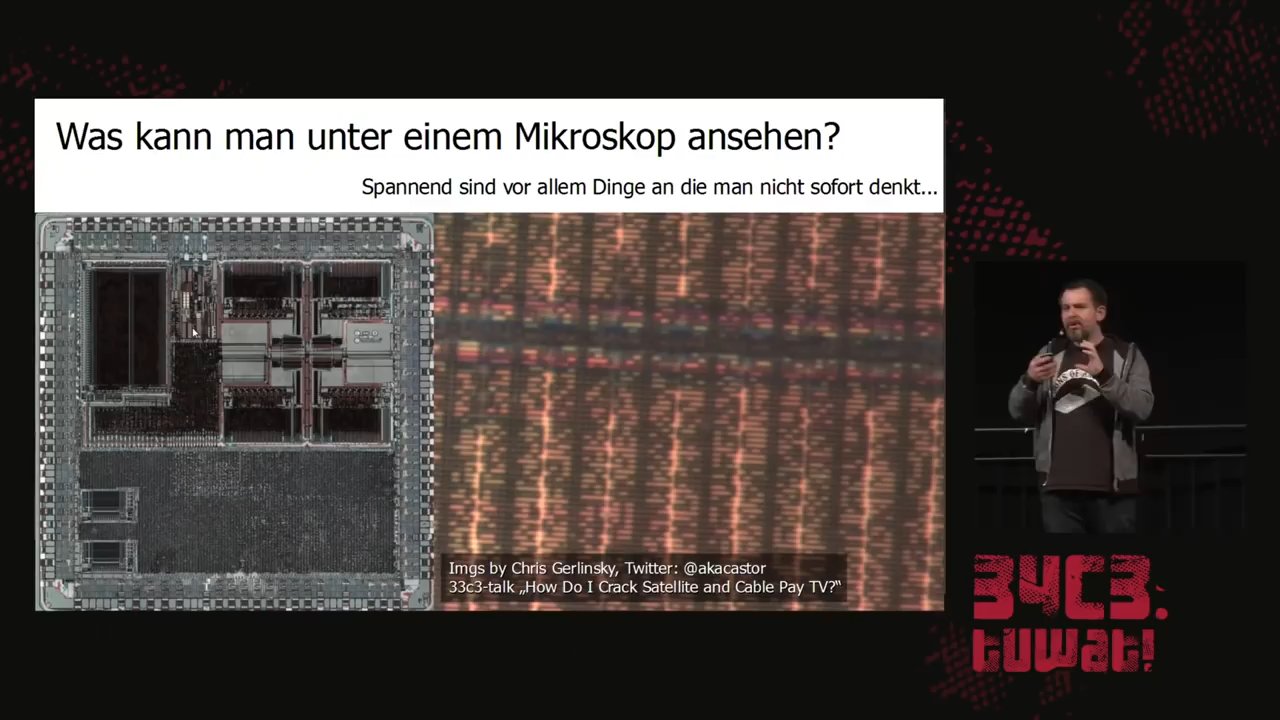 Was kann man unter einem Mikroskop ansehen?
Spannend sind vor allem Dinge an die man nicht sofort denkt...
Imgs by Chris Gerlinsky, Twitter: @akacastor
33c3-talk „How Do I Crack Satellite and Cable Pay TV?“
34C3.
tuwat!